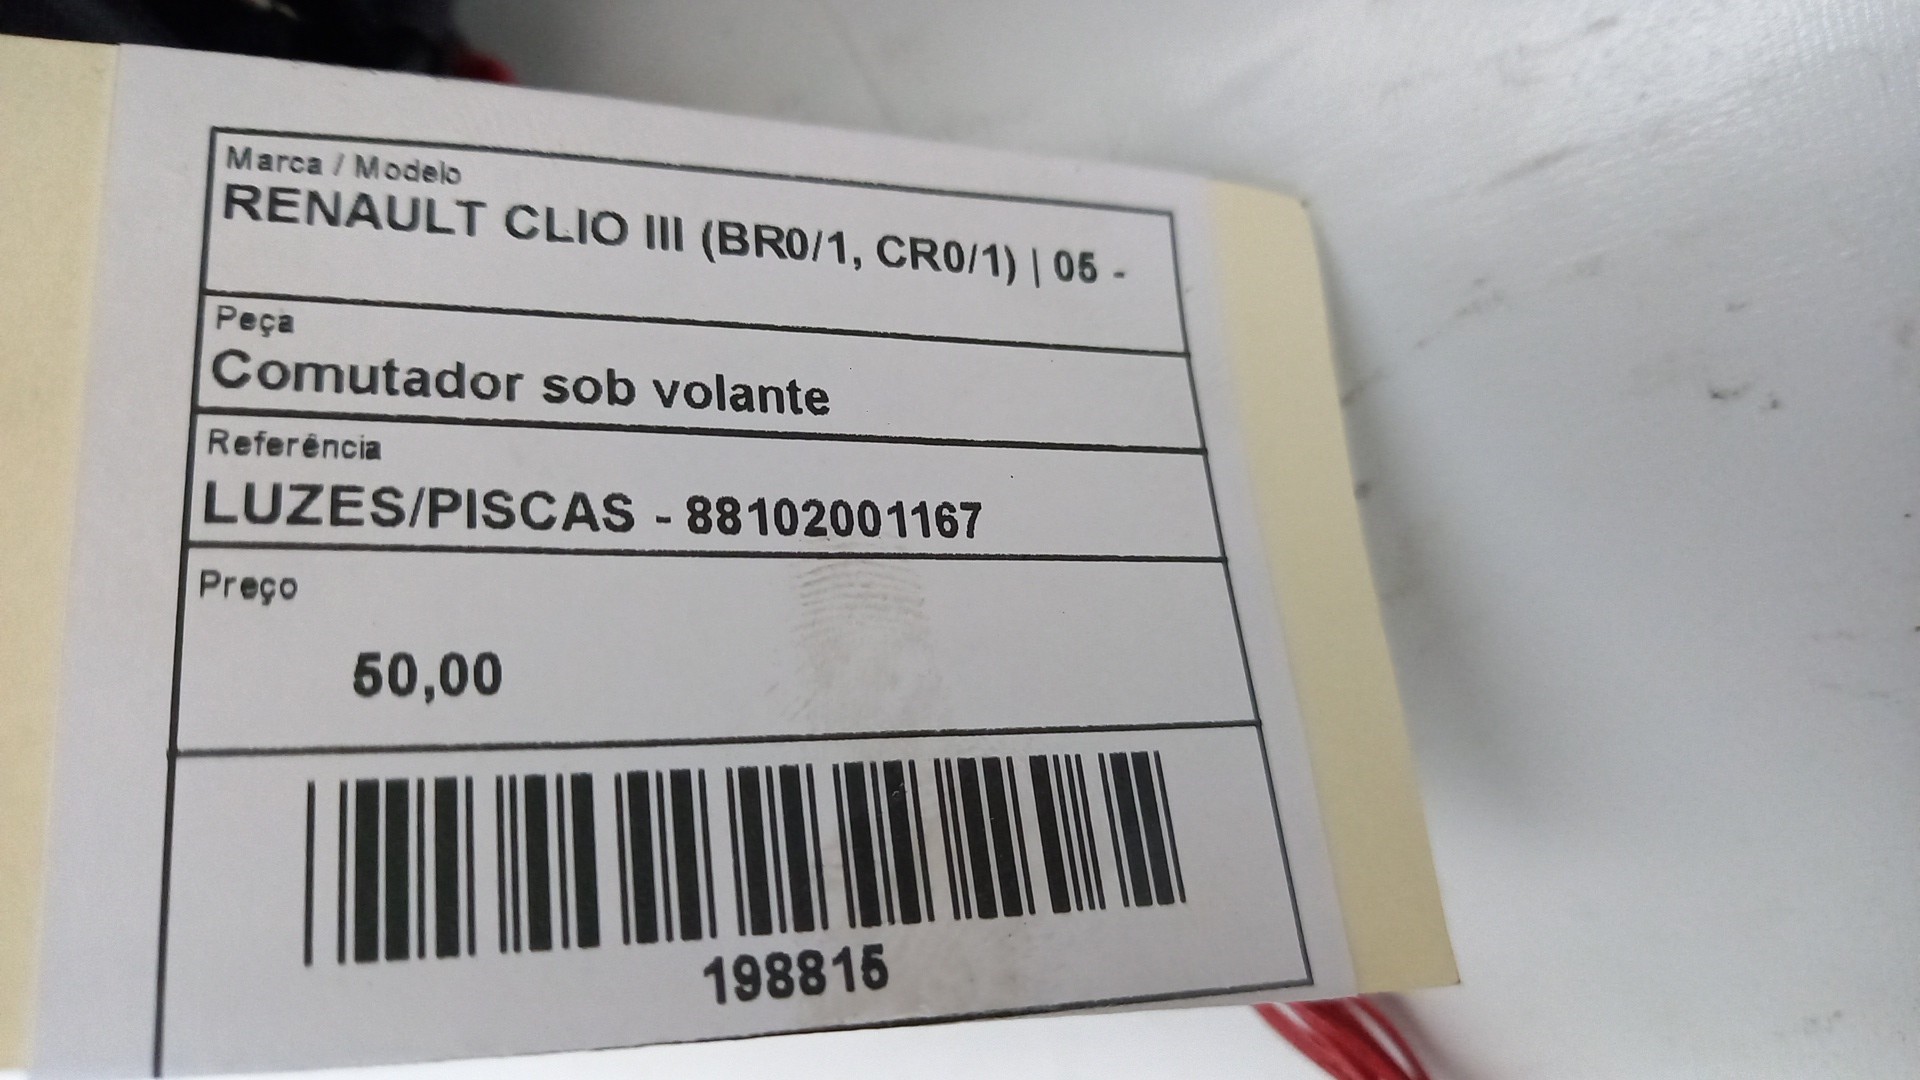 Marca / Modelo
RENAULT CLIO III (BR0/1, CR0/1) | 05 -
Peça
Comutador sob volante
Referência
LUZES/PISCAS - 88102001167
Preço
50,00
198815